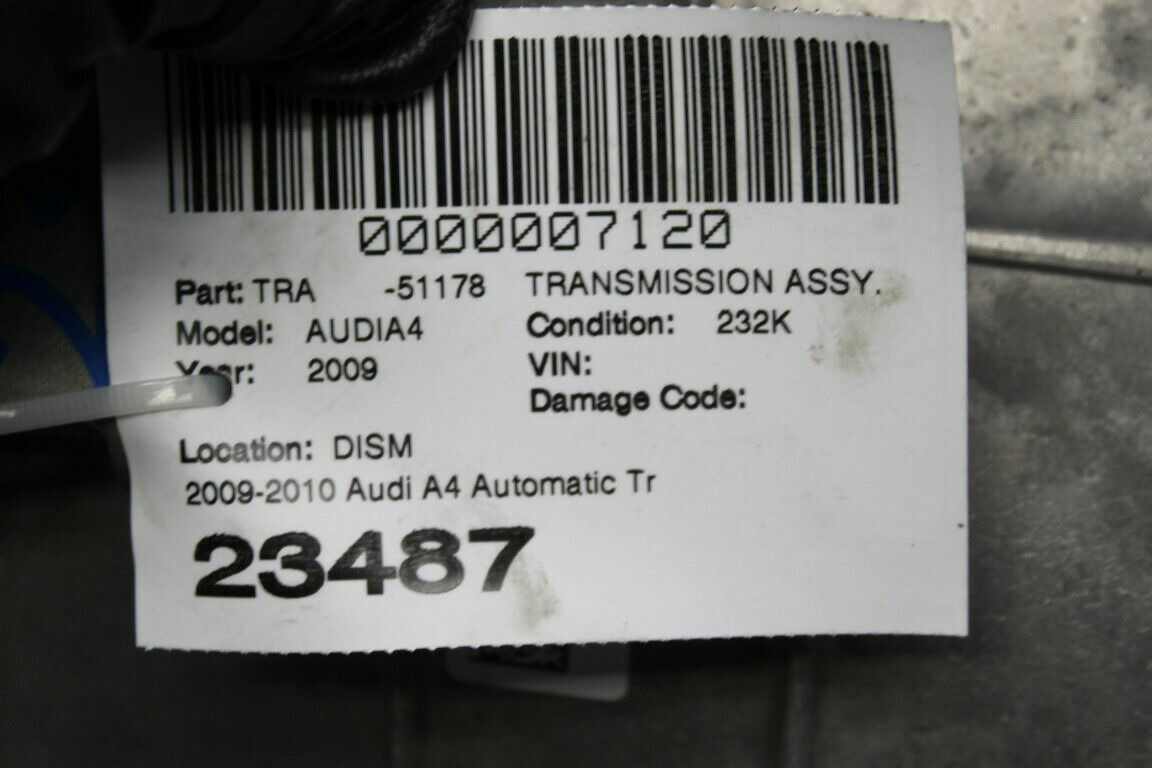 0000007120
Part: TRA -51178 TRANSMISSION ASSY.
Model: AUDIA4 Condition: 232K
Year: 2009 VIN:
Damage Code:
Location: DISM
2009-2010 Audi A4 Automatic Tr
23487